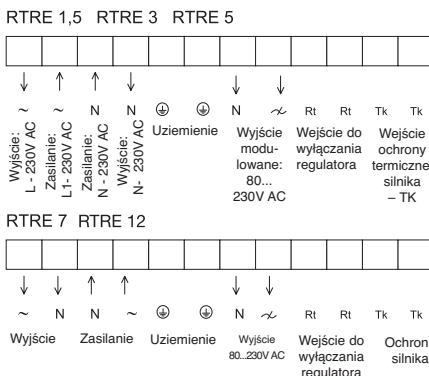 RTRE 1,5 RTRE 3 RTRE 5
~ ~ N N N ~ Rt Rt Tk Tk
Wyjście:
L - 230V AC
Zasilanie:
L1- 230V AC
Zasilanie:
N - 230V AC
Wyjście:
N- 230V AC
Uziemienie
Wyjście
modu-
lowane:
80...
230V AC
Wejście do
wyłączania
regulatora
Wejście
ochrony
termicznej
silnika
– TK
RTRE 7 RTRE 12
~ N N ~ N ~ Rt Rt Tk Tk
Wyjście
Zasilanie
Uziemienie
Wyjście
80...230V AC
Wejście do
wyłączania
regulatora
Ochron
silnika